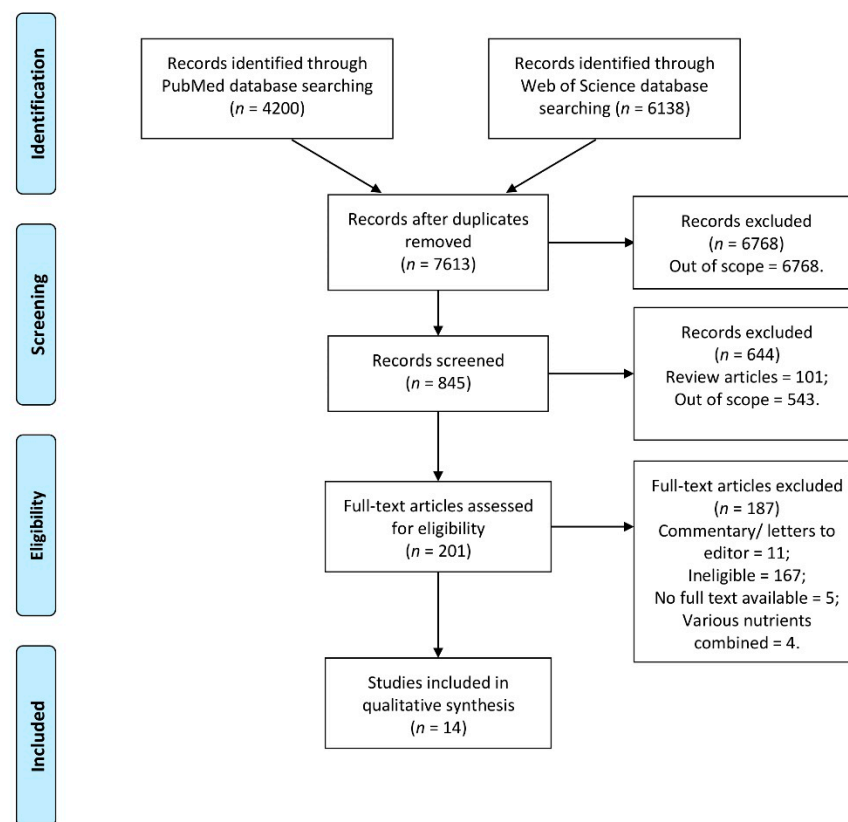 Identification
Records identified through
PubMed database searching
(n = 4200)
Records identified through
Web of Science database
searching (n = 6138)
Screening
Records after duplicates
removed
(n = 7613)
Records excluded
(n = 6768)
Out of scope = 6768.
Records screened
(n = 845)
Records excluded
(n = 644)
Review articles = 101;
Out of scope = 543.
Eligibility
Full-text articles assessed
for eligibility
(n = 201)
Full-text articles excluded
(n = 187)
Commentary/ letters to
editor = 11;
Ineligible = 167;
No full text available = 5;
Various nutrients
combined = 4.
Included
Studies included in
qualitative synthesis
(n = 14)